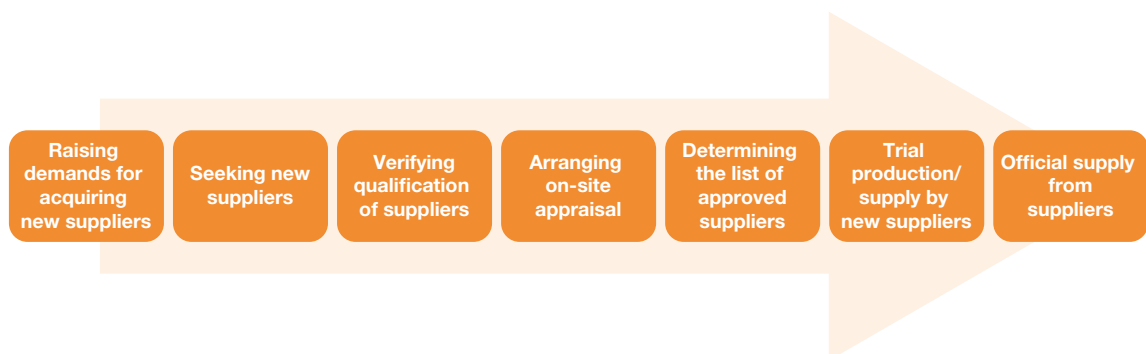 Raising
demands for
acquiring
new suppliers
Seeking new
suppliers
Verifying
qualification
of suppliers
Arranging
on-site
appraisal
Determining
the list of
approved
suppliers
Trial
production/
supply by
new suppliers
Official supply
from
suppliers